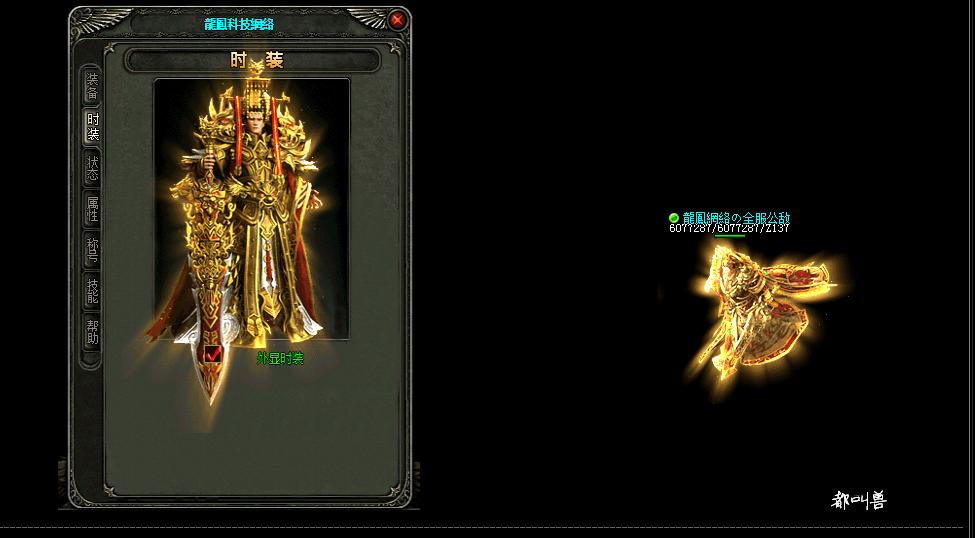 龍鳳科技網絡
时 装
装备
时装
状态
属性
称号
技能
帮助
外显时装
龍鳳網絡の全服公敌
6077287/6077287/Z137
都叫兽